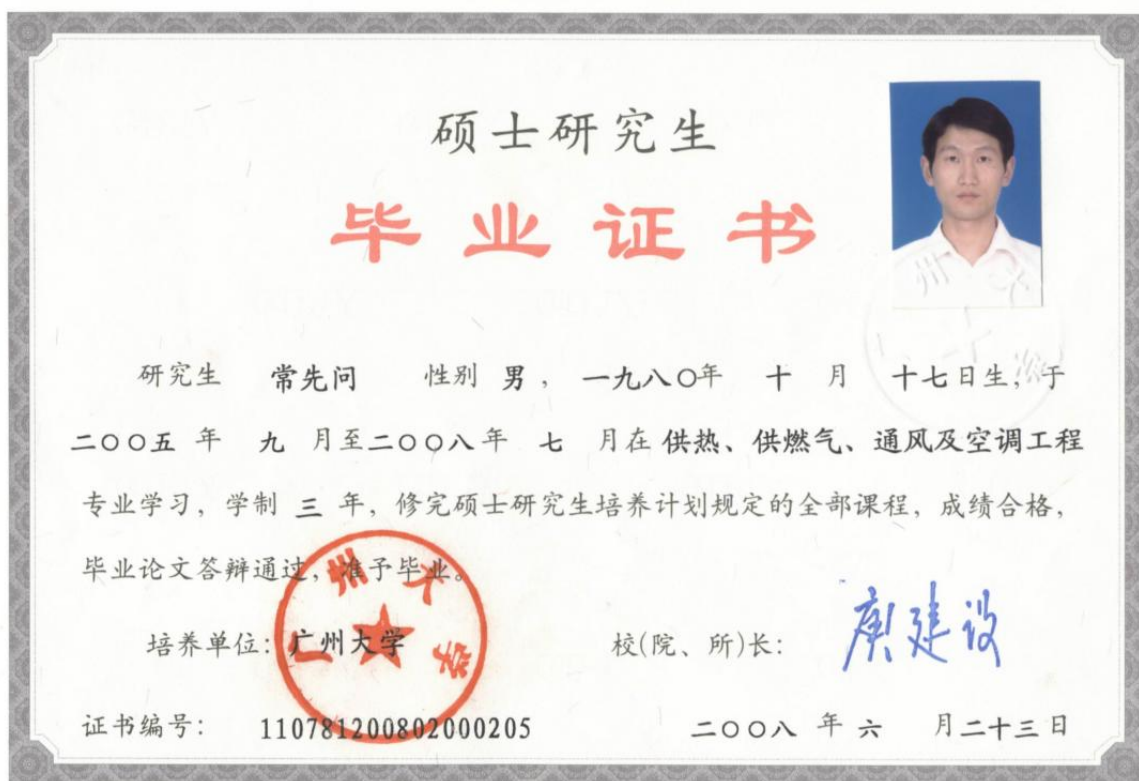 硕士研究生
毕业证书
研究生 常先问 性别 男， 一九八〇年 十 月 十七日生，于
二〇〇五 年 九 月至二〇〇八年 七 月在 供热、供燃气、通风及空调工程
专业学习，学制 三 年，修完硕士研究生培养计划规定的全部课程，成绩合格，
毕业论文答辩通过，准予毕业。
广州大学
培养单位：广州大学 校(院、所)长： 庾建设
证书编号： 110781200802000205 二〇〇八 年 六 月二十三日